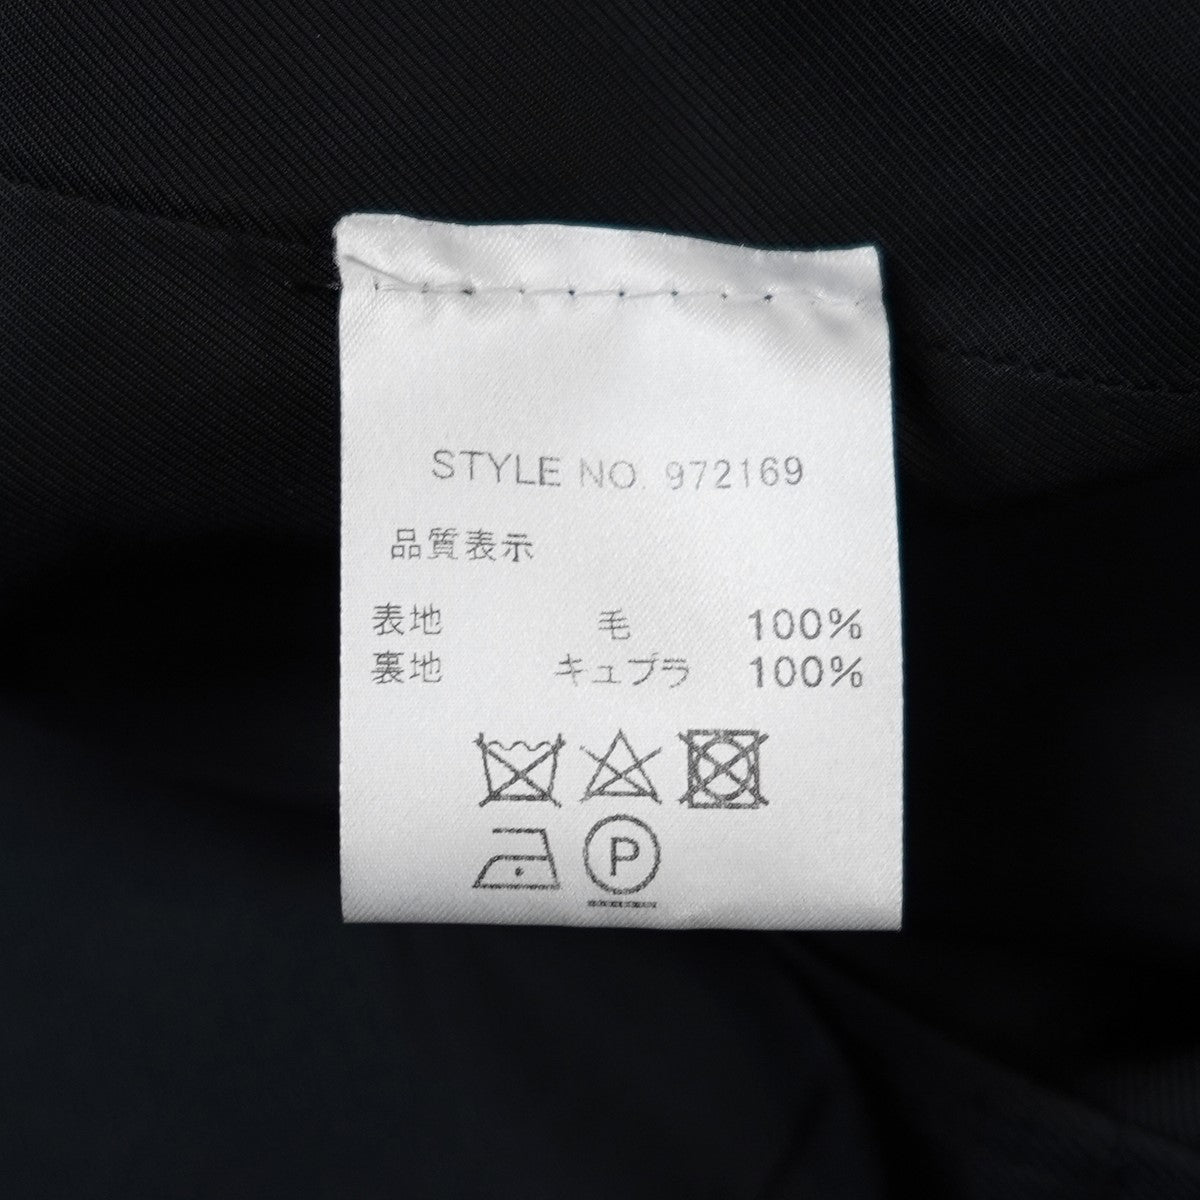 STYLE NO. 972169
品質表示
表地 毛 100%
裏地 キュプラ 100%
P